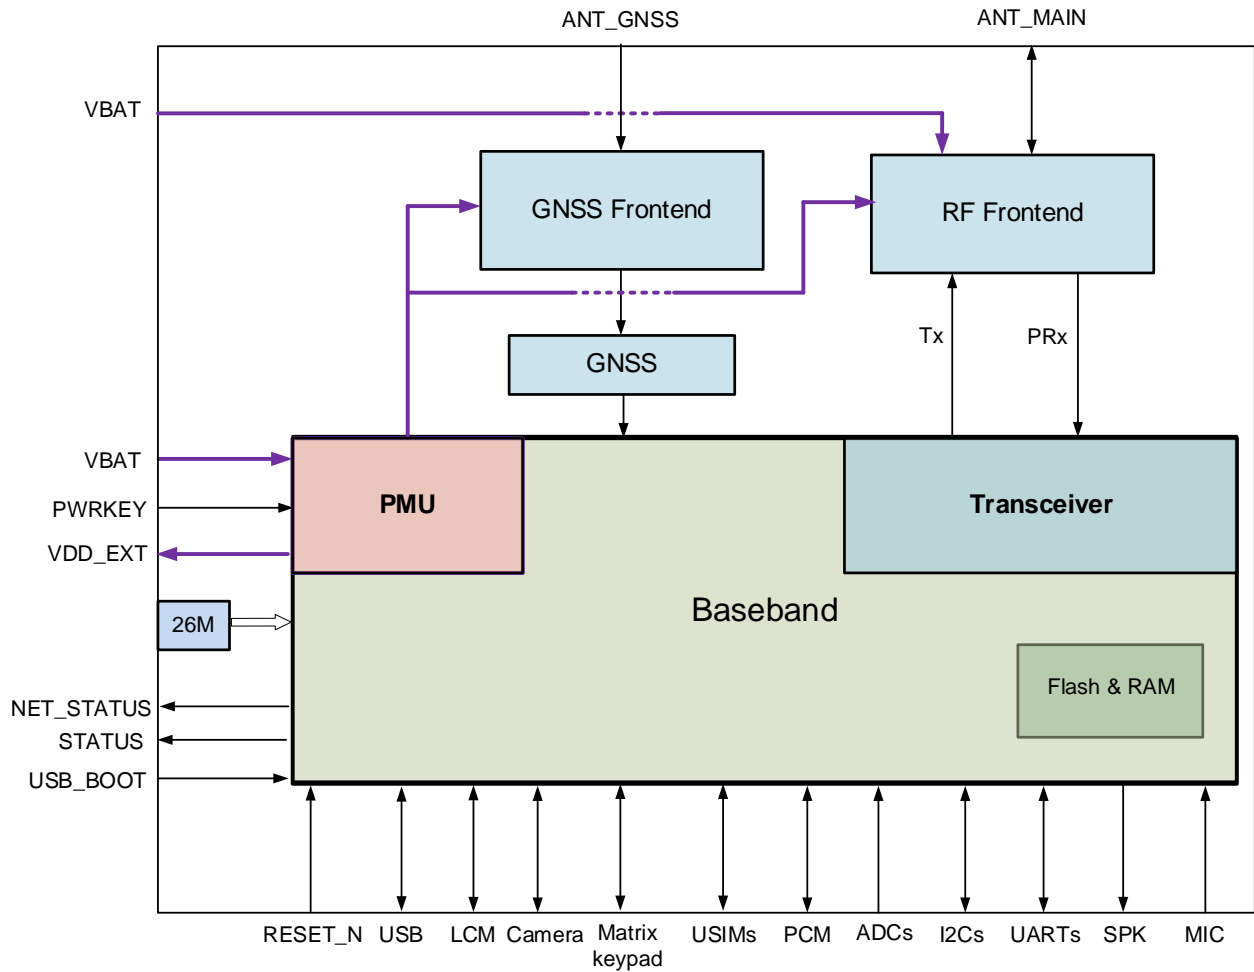 ANT_GNSS
ANT_MAIN
VBAT
GNSS Frontend
RF Frontend
Tx
PRx
GNSS
VBAT
PWRKEY
VDD_EXT
PMU
Transceiver
26M
Baseband
Flash & RAM
NET_STATUS
STATUS
USB_BOOT
RESET_N
USB
LCM
Camera
Matrix
keypad
USIMs
PCM
ADCs
I2Cs
UARTs
SPK
MIC